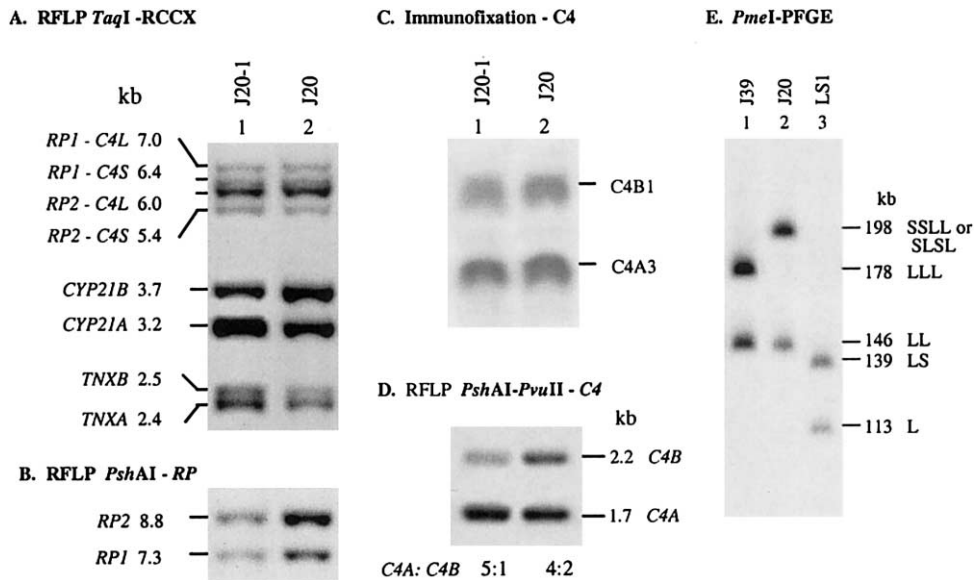 A. RFLP TaqI -RCCX
kb
J20-1
J20
1 2
RP1 - C4L 7.0
RP1 - C4S 6.4
RP2 - C4L 6.0
RP2 - C4S 5.4
CYP21B 3.7
CYP21A 3.2
TNXB 2.5
TNXA 2.4
B. RFLP PshAI - RP
RP2 8.8
RP1 7.3
C. Immunofixation - C4
J20-1
J20
1 2
C4B1
C4A3
D. RFLP PshAI-PvuII - C4
kb
2.2 C4B
1.7 C4A
C4A: C4B 5:1 4:2
E. PmeI-PFGE
J39
J20
LS1
1 2 3
kb
198 SSLL or
SLSL
178 LLL
146 LL
139 LS
113 L